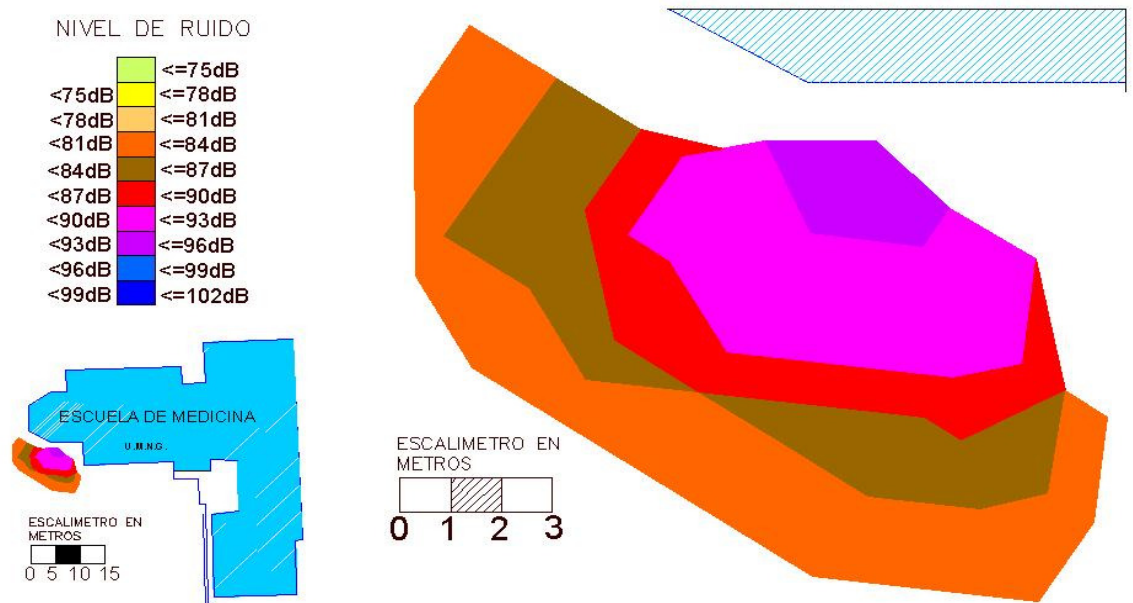 NIVEL DE RUIDO
<=75dB
<75dB <=78dB
<78dB <=81dB
<81dB <=84dB
<84dB <=87dB
<87dB <=90dB
<90dB <=93dB
<93dB <=96dB
<96dB <=99dB
<99dB <=102dB
ESCUELA DE MEDICINA
U.M.N.G.
ESCALIMETRO EN
METROS
0 5 10 15
ESCALIMETRO EN
METROS
0 1 2 3